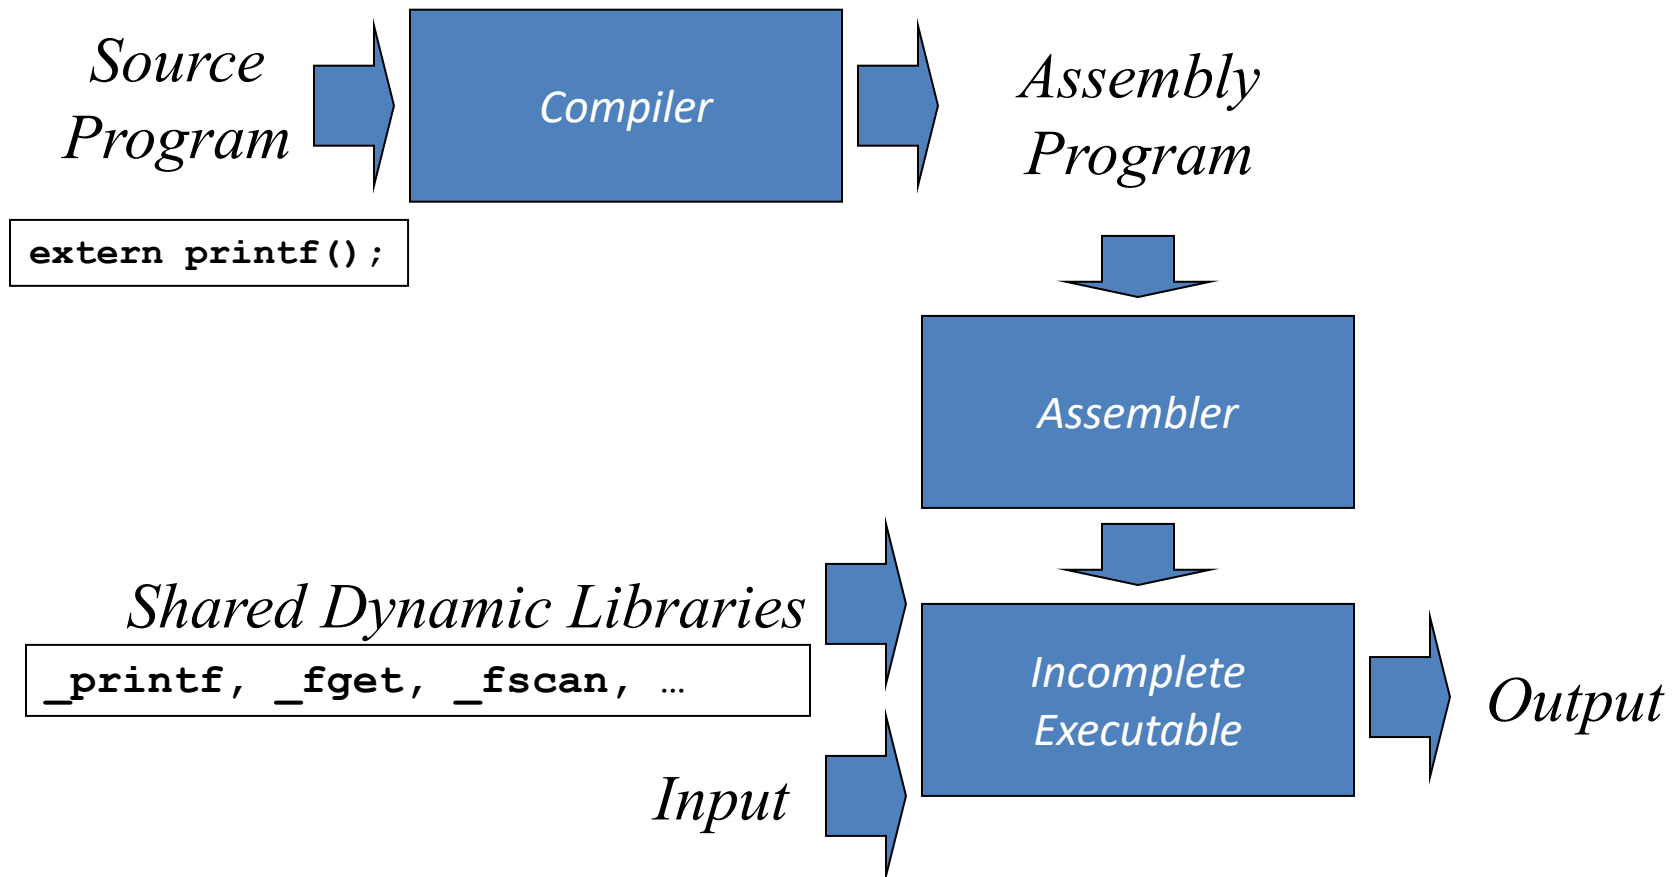 Source
Program
Compiler
Assembly
Program
extern printf();
Assembler
Shared Dynamic Libraries
_printf, _fget, _fscan, …
Incomplete
Executable
Output
Input